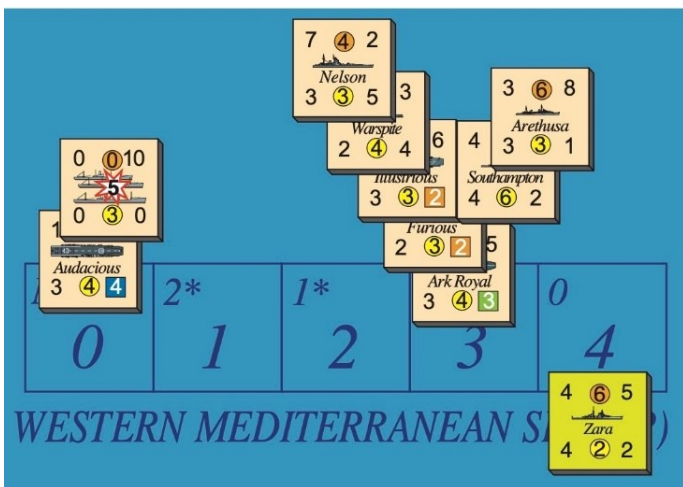 7 4 2
Nelson
3 3 5
3
Warspite
2 4 4
3 6 8
Arethusa
3 3 1
0 0 10
5
0 3 0
6
Illustrious
3 3 2
4
Southampton
4 6 2
1
Audacious
3 4 4
Furious
2 3 2
5
Ark Royal
3 4 3
2* 1* 0
0 1 2 3 4
4 6 5
Zara
4 2 2
WESTERN MEDITERRANEAN S )